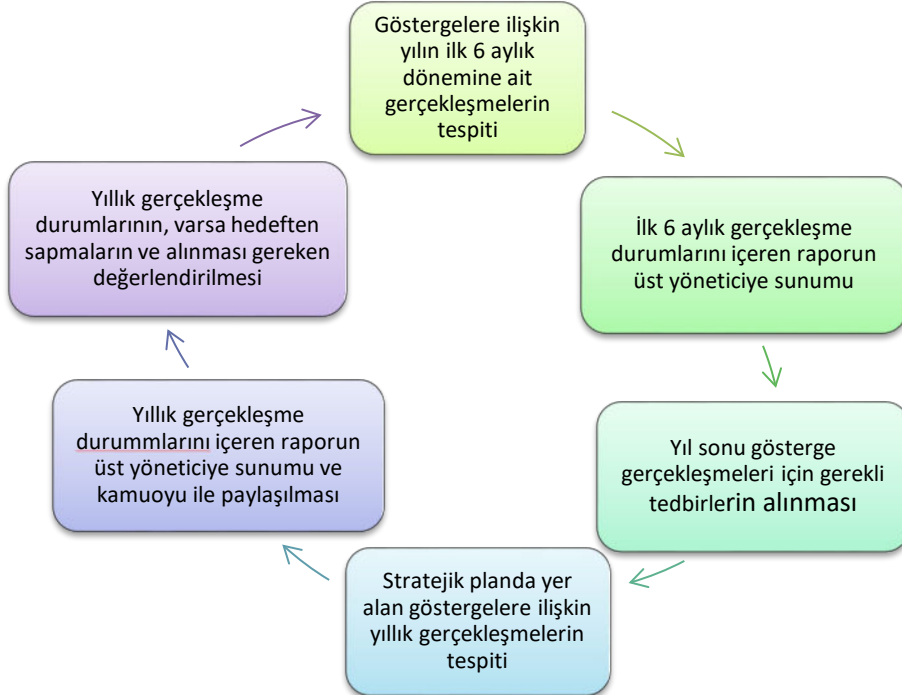 Göstergelere ilişkin
yılın ilk 6 aylık
dönemine ait
gerçekleşmelerin
tespiti
İlk 6 aylık gerçekleşme
durumlarını içeren raporun
üst yöneticiye sunumu
Yıl sonu gösterge
gerçekleşmeleri için gerekli
tedbirlerin alınması
Stratejik planda yer
alan göstergelere ilişkin
yıllık gerçekleşmelerin
tespiti
Yıllık gerçekleşme
durummlarını içeren raporun
üst yöneticiye sunumu ve
kamuoyu ile paylaşılması
Yıllık gerçekleşme
durumlarının, varsa hedeften
sapmaların ve alınması gereken
değerlendirilmesi